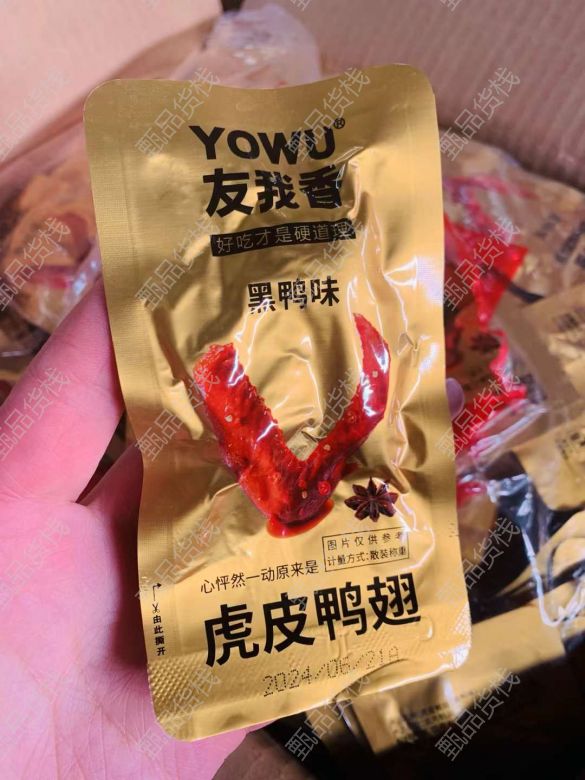 YOWU®
友我香
好吃才是硬道理
黑鸭味
图片仅供参考
计量方式:散装称重
心怦然一动原来是
虎皮鸭翅
由此撕开
2024/06/21A
甄品货栈